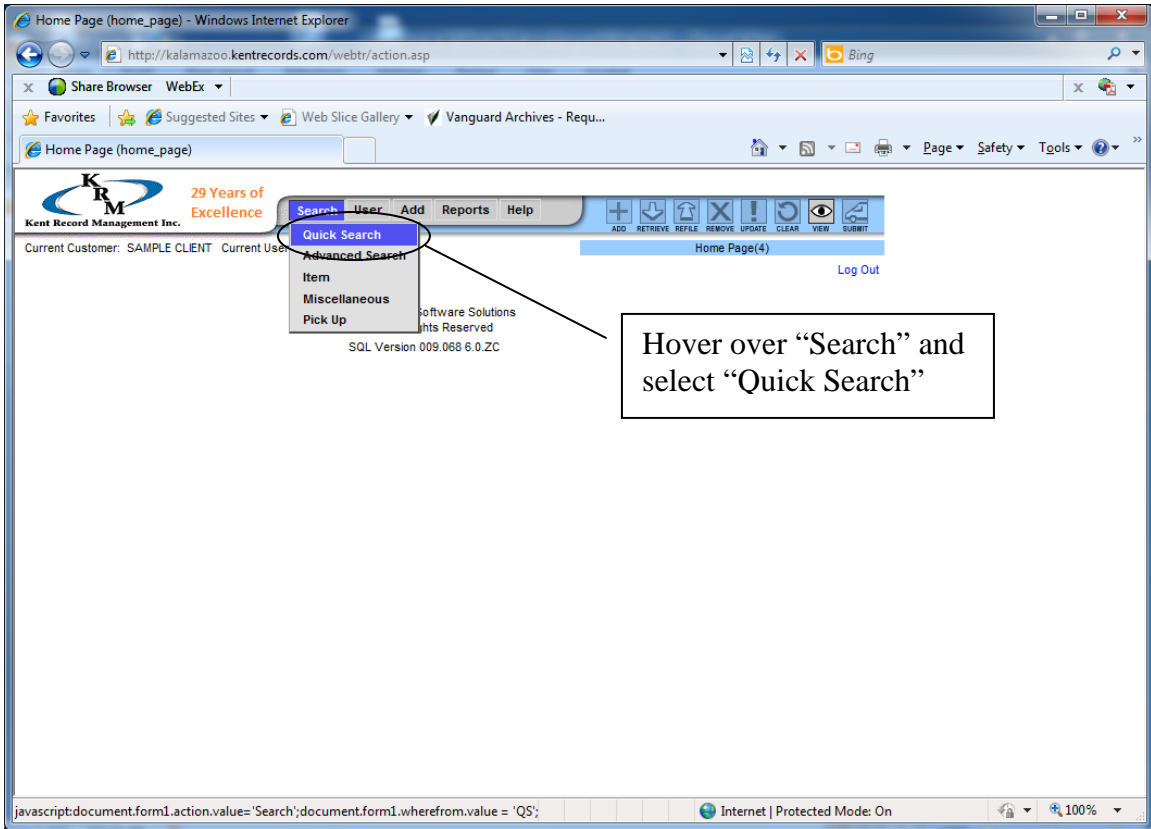 Home Page (home_page) - Windows Internet Explorer
http://kalamazoo.kentrecords.com/webtr/action.asp
Bing
x Share Browser WebEx
x
Favorites Suggested Sites Web Slice Gallery Vanguard Archives - Requ...
Home Page (home_page)
Page Safety Tools »
KRM
Kent Record Management Inc.
29 Years of
Excellence
Search User Add Reports Help
ADD RETRIEVE REFILE REMOVE UPDATE CLEAR VIEW SUBMIT
Current Customer: SAMPLE CLIENT Current User
Home Page(4)
Log Out
Quick Search
Advanced Search
Item
Miscellaneous
Pick Up
oftware Solutions
hts Reserved
SQL Version 009.068 6.0.ZC
Hover over “Search” and
select “Quick Search”
javascript:document.form1.action.value='Search';document.form1.wherefrom.value = 'QS';
Internet | Protected Mode: On
100%